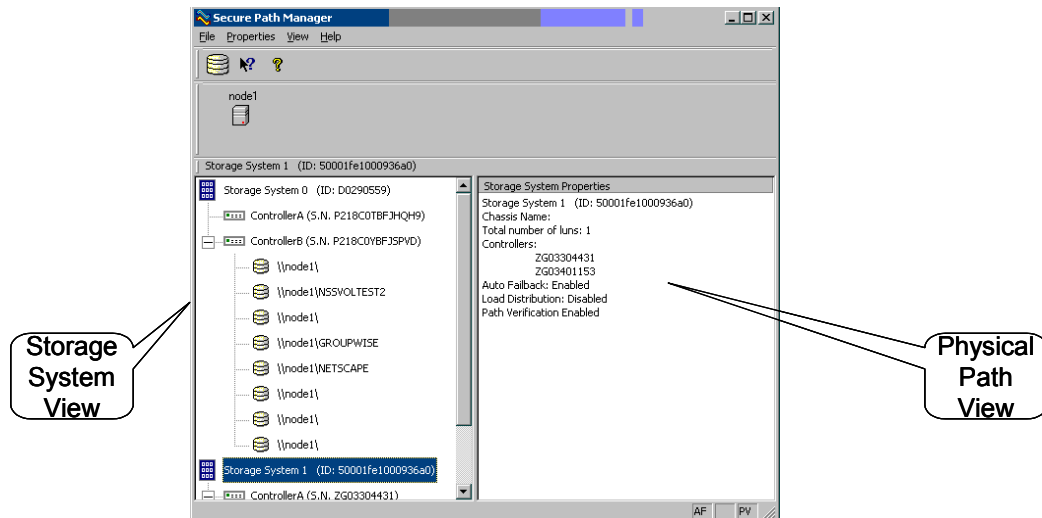 Secure Path Manager
File Properties View Help
node1
Storage System 1 (ID: 50001fe1000936a0)
Storage System 0 (ID: D0290559)
ControllerA (S.N. P218C0TBFJHQH9)
ControllerB (S.N. P218C0YBFJSPVD)
\\node1\
\\node1\NSSVOLTEST2
\\node1\
\\node1\GROUPWISE
\\node1\NETSCAPE
\\node1\
\\node1\
\\node1\
Storage System 1 (ID: 50001fe1000936a0)
ControllerA (S.N. ZG03304431)
Storage System Properties
Storage System 1 (ID: 50001fe1000936a0)
Chassis Name:
Total number of luns: 1
Controllers:
ZG03304431
ZG03401153
Auto Failback: Enabled
Load Distribution: Disabled
Path Verification Enabled
AF PV
Storage
System
View
Physical
Path
View